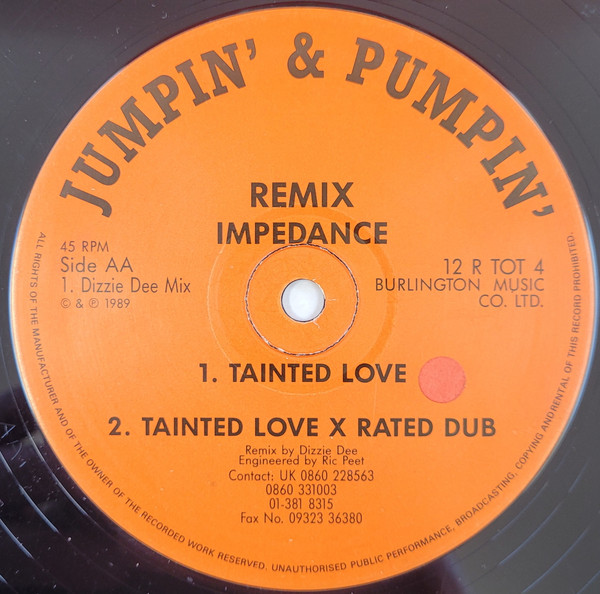 JUMPIN' & PUMPIN'
REMIX
IMPEDANCE
45 RPM
Side AA
1. Dizzie Dee Mix
© & ℗ 1989
12 R TOT 4
BURLINGTON MUSIC
CO. LTD.
1. TAINTED LOVE
2. TAINTED LOVE X RATED DUB
Remix by Dizzie Dee
Engineered by Ric Peet
Contact: UK 0860 228563
0860 331003
01-381 8315
Fax No. 09323 36380
ALL RIGHTS OF THE MANUFACTURER AND OF THE OWNER OF THE RECORDED WORK RESERVED. UNAUTHORISED PUBLIC PERFORMANCE, BROADCASTING, COPYING AND RENTAL OF THIS RECORD PROHIBITED.